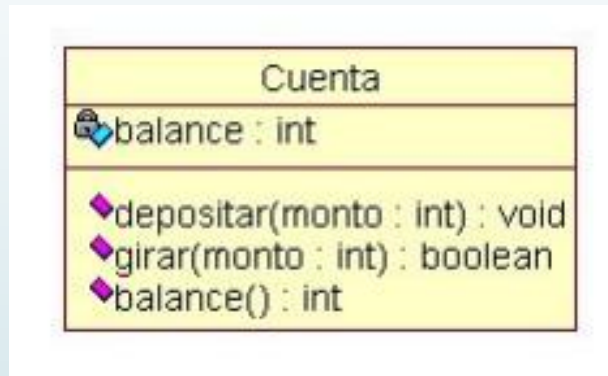 Cuenta
balance : int
depositar(monto : int) : void
girar(monto : int) : boolean
balance() : int